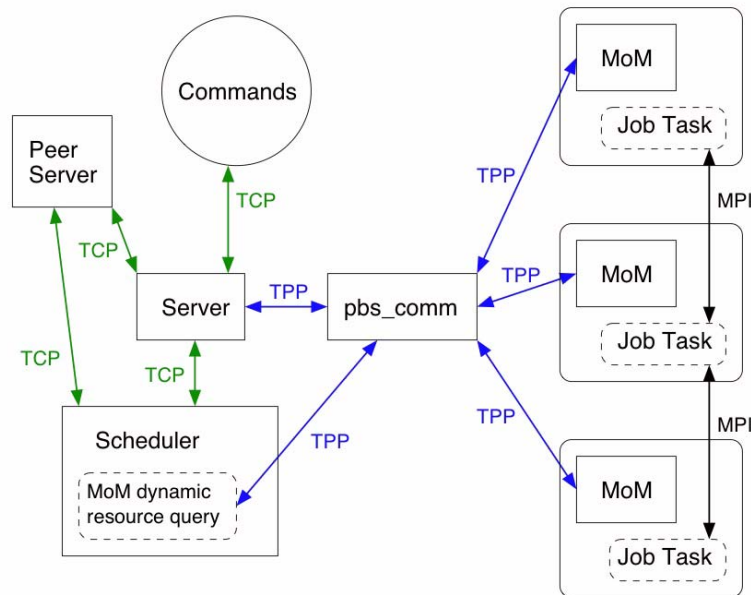 MoM
Commands
Job Task
Peer
Server
TPP
MPI
TCP
TCP
TPP
MoM
Server
TPP
pbs_comm
Job Task
TCP
TCP
TPP
TPP
MPI
Scheduler
MoM
MoM dynamic
resource query
Job Task